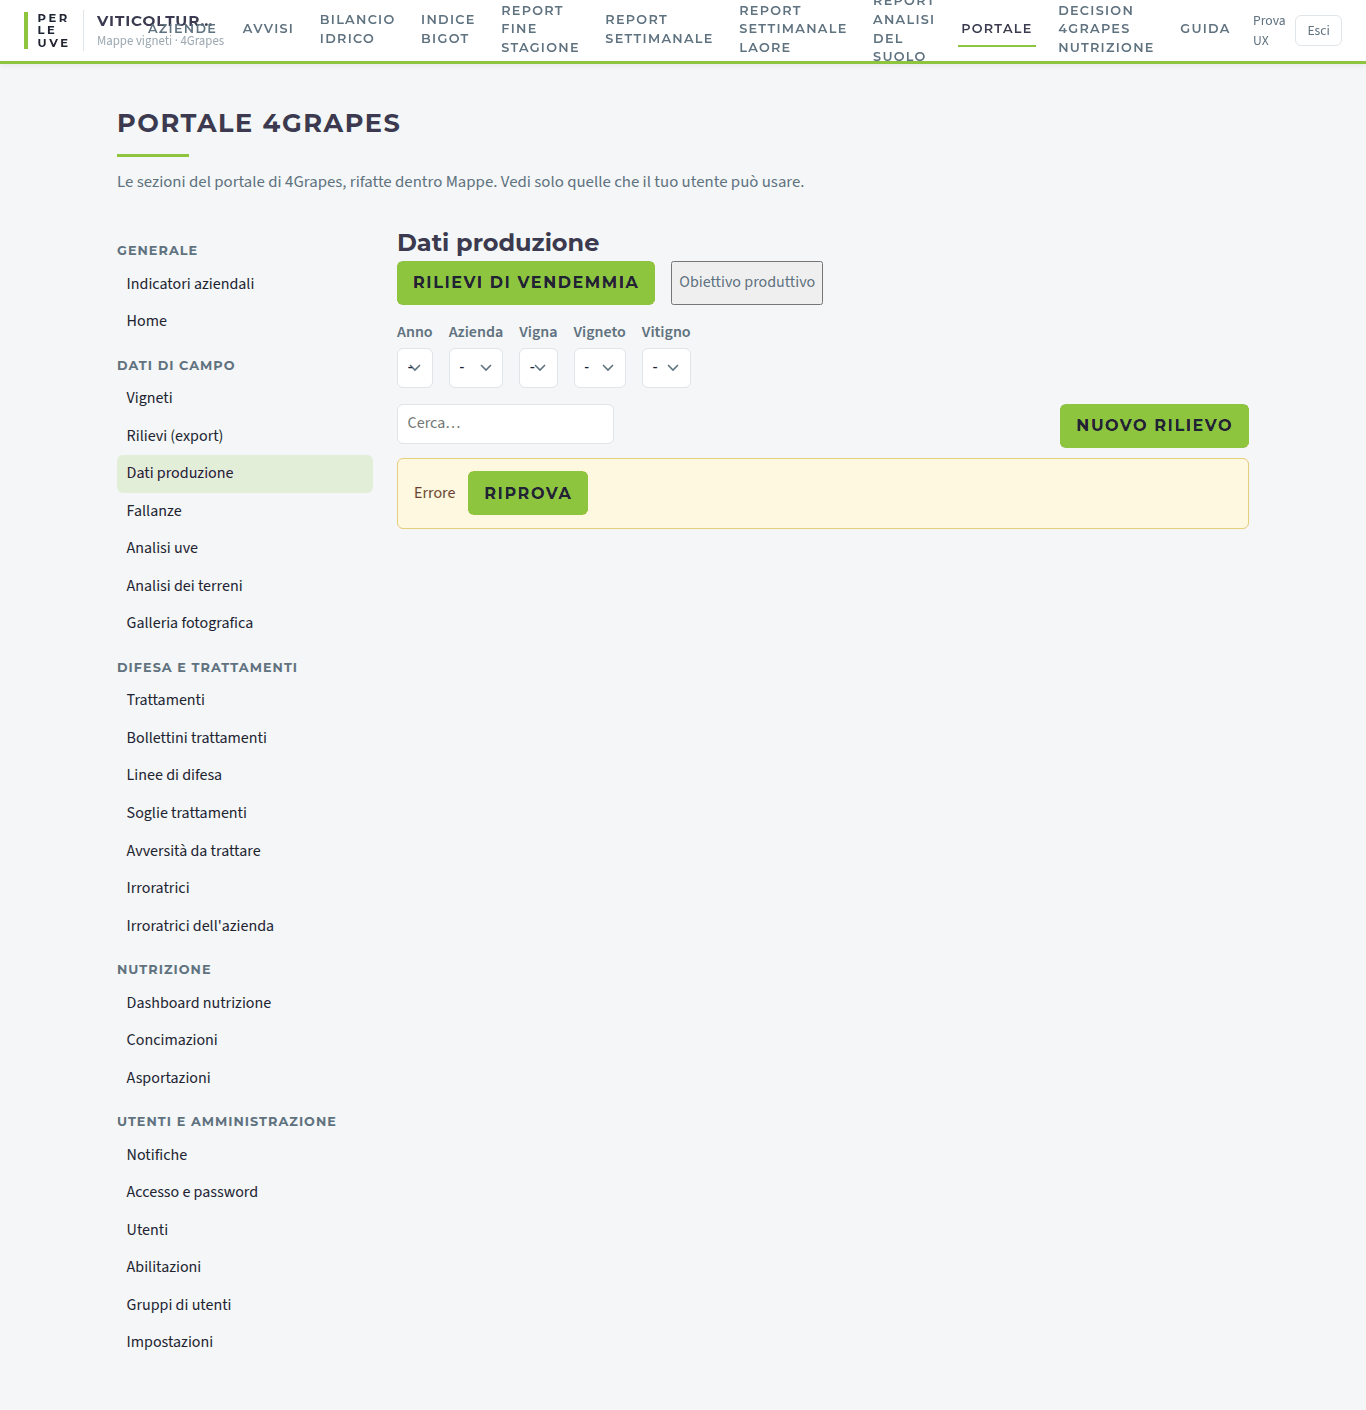 PER
LE
UVE
VITICOLTUR…
Mappe vigneti · 4Grapes
AZIENDE
AVVISI
BILANCIO
IDRICO
INDICE
BIGOT
REPORT
FINE
STAGIONE
REPORT
SETTIMANALE
REPORT
SETTIMANALE
LAORE
REPORT
ANALISI
DEL
SUOLO
PORTALE
DECISION
4GRAPES
NUTRIZIONE
GUIDA
Prova
UX
Esci
PORTALE 4GRAPES
Le sezioni del portale di 4Grapes, rifatte dentro Mappe. Vedi solo quelle che il tuo utente può usare.
GENERALE
Indicatori aziendali
Home
DATI DI CAMPO
Vigneti
Rilievi (export)
Dati produzione
Fallanze
Analisi uve
Analisi dei terreni
Galleria fotografica
DIFESA E TRATTAMENTI
Trattamenti
Bollettini trattamenti
Linee di difesa
Soglie trattamenti
Avversità da trattare
Irroratrici
Irroratrici dell'azienda
NUTRIZIONE
Dashboard nutrizione
Concimazioni
Asportazioni
UTENTI E AMMINISTRAZIONE
Notifiche
Accesso e password
Utenti
Abilitazioni
Gruppi di utenti
Impostazioni
Dati produzione
RILIEVI DI VENDEMMIA
Obiettivo produttivo
Anno Azienda Vigna Vigneto Vitigno
- - - - -
Cerca…
NUOVO RILIEVO
Errore
RIPROVA